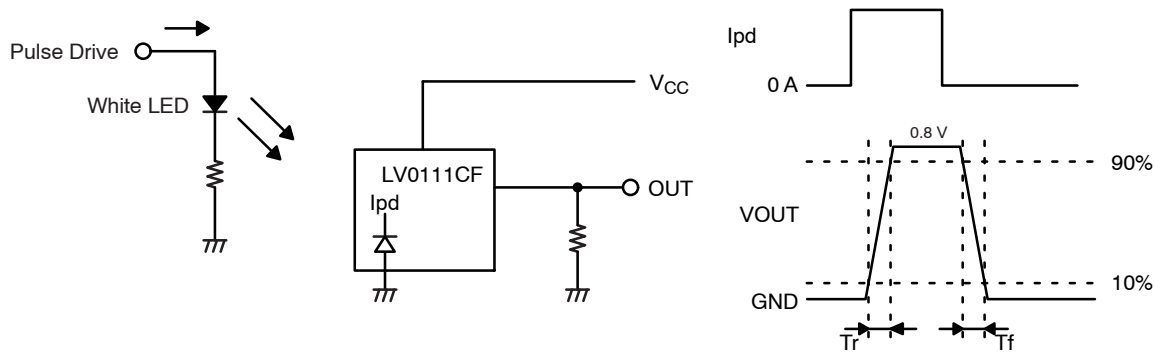 Pulse Drive
White LED
VCC
LV0111CF
Ipd
OUT
Ipd
0 A
0.8 V
90%
VOUT
10%
GND
Tr
Tf